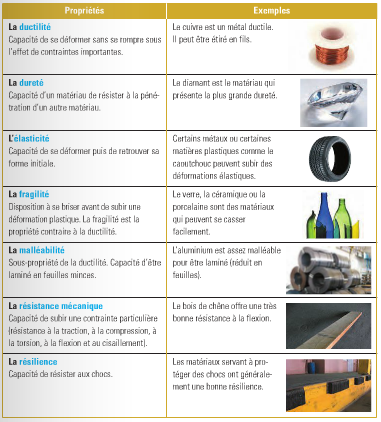 Propriétés
Exemples
La ductilité
Capacité de se déformer sans se rompre sous
l'effet de contraintes importantes.
Le cuivre est un métal ductile.
Il peut être étiré en fils.
La dureté
Capacité d'un matériau de résister à la péné-
tration d'un autre matériau.
Le diamant est le matériau qui
présente la plus grande dureté.
L'élasticité
Capacité de se déformer puis de retrouver sa
forme initiale.
Certains métaux ou certaines
matières plastiques comme le
caoutchouc peuvent subir des
déformations élastiques.
La fragilité
Disposition à se briser avant de subir une
déformation plastique. La fragilité est la
propriété contraire à la ductilité.
Le verre, la céramique ou la
porcelaine sont des matériaux
qui peuvent se casser
facilement.
La malléabilité
Sous-propriété de la ductilité. Capacité d'être
laminé en feuilles minces.
L'aluminium est assez malléable
pour être laminé (réduit en
feuilles).
La résistance mécanique
Capacité de subir une contrainte particulière
(résistance à la traction, à la compression, à
la torsion, à la flexion et au cisaillement).
Le bois de chêne offre une très
bonne résistance à la flexion.
La résilience
Capacité de résister aux chocs.
Les matériaux servant à pro-
téger des chocs ont générale-
ment une bonne résilience.